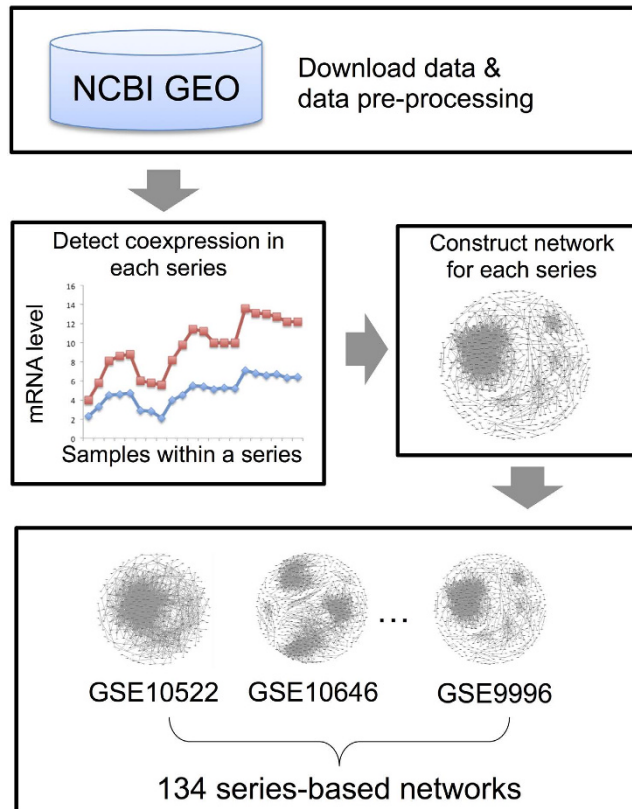 NCBI GEO
Download data &
data pre-processing
Detect coexpression in
each series
mRNA level
16
14
12
10
8
6
4
2
0
Samples within a series
Construct network
for each series
...
GSE10522
GSE10646
GSE9996
134 series-based networks